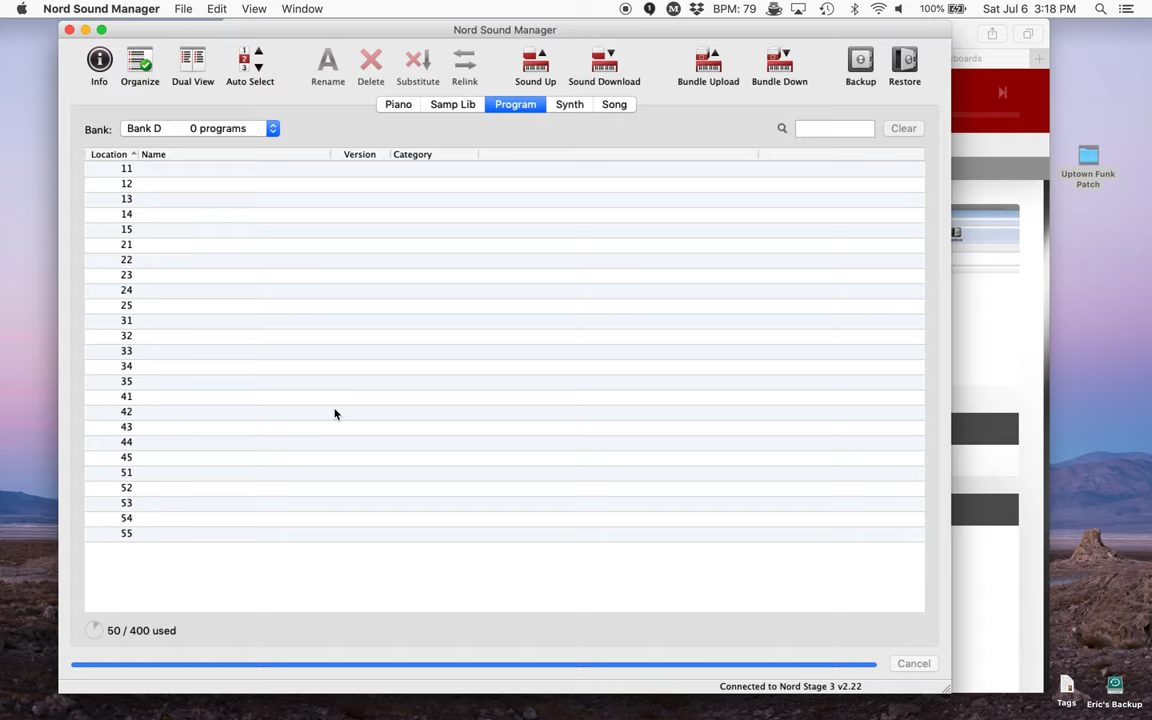 Nord Sound Manager File Edit View Window BPM: 79 100% Sat Jul 6 3:18 PM
Nord Sound Manager
Info Organize Dual View Auto Select Rename Delete Substitute Relink Sound Up Sound Download Bundle Upload Bundle Down Backup Restore
Piano Samp Lib Program Synth Song
Bank: Bank D 0 programs Clear
Location Name Version Category
11
12
13
14
15
21
22
23
24
25
31
32
33
34
35
41
42
43
44
45
51
52
53
54
55
50 / 400 used
Cancel
Connected to Nord Stage 3 v2.22
Uptown Funk
Patch
Tags Eric's Backup